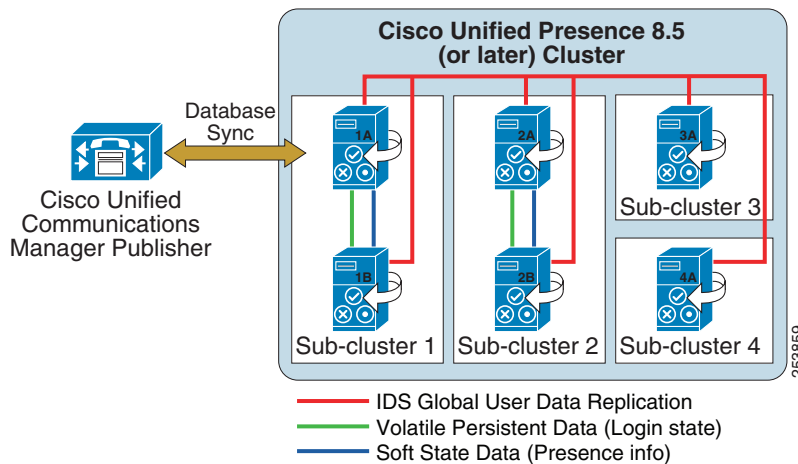 Cisco Unified Presence 8.5
(or later) Cluster
Database
Sync
Cisco Unified
Communications
Manager Publisher
1A
2A
3A
Sub-cluster 3
1B
2B
4A
Sub-cluster 1
Sub-cluster 2
Sub-cluster 4
253859
IDS Global User Data Replication
Volatile Persistent Data (Login state)
Soft State Data (Presence info)